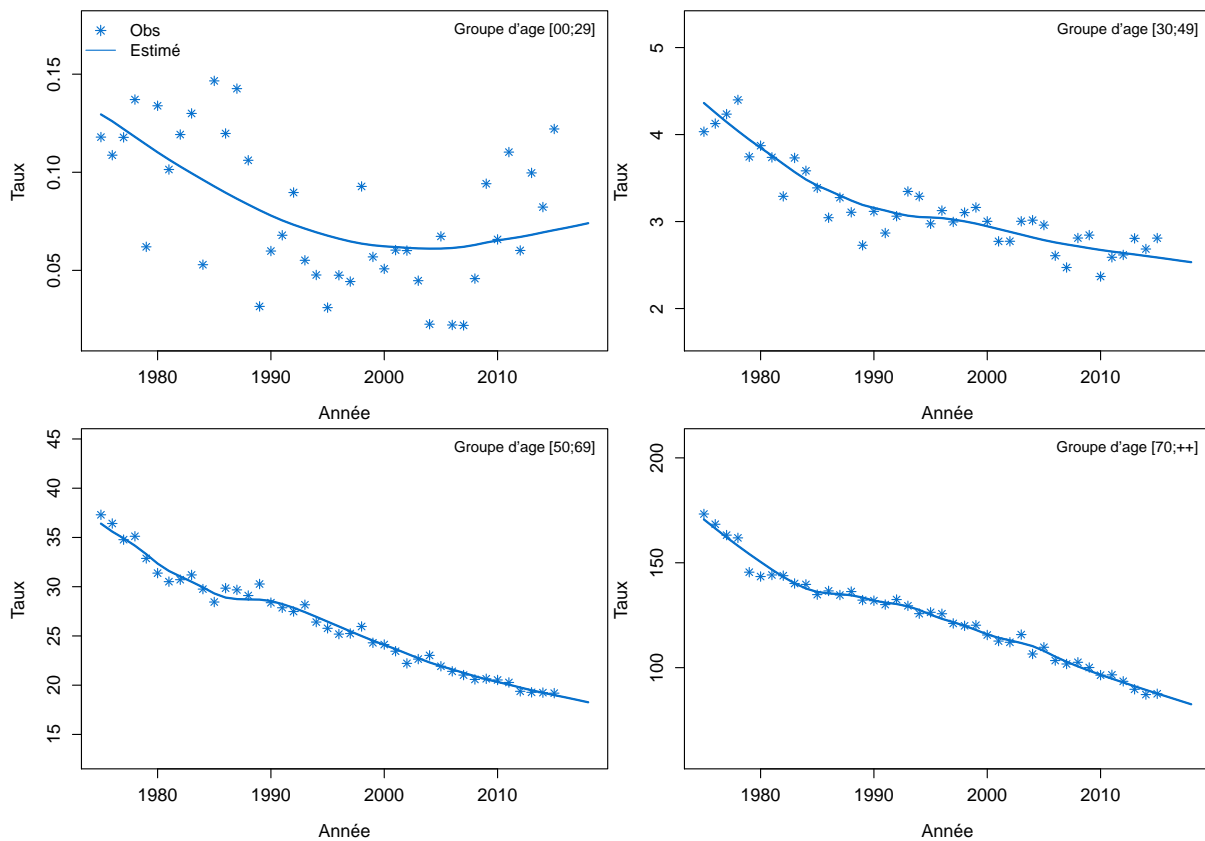 Obs
Estimé
Groupe d'age [00;29]
Taux
0.15
0.10
0.05
1980
1990
2000
2010
Année
Groupe d'age [30;49]
Taux
5
4
3
2
1980
1990
2000
2010
Année
Groupe d'age [50;69]
Taux
45
40
35
30
25
20
15
1980
1990
2000
2010
Année
Groupe d'age [70;++]
Taux
200
150
100
1980
1990
2000
2010
Année